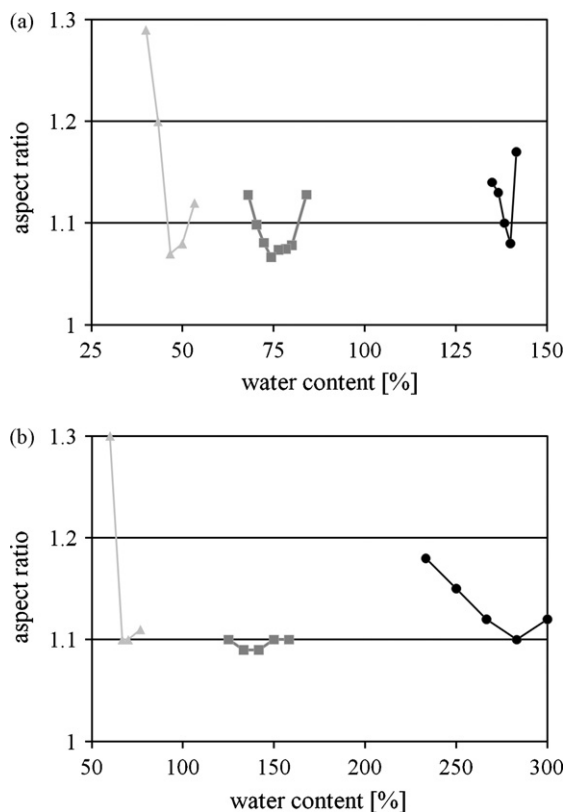 (a)
1.3
1.2
1.1
1
aspect ratio
25 50 75 100 125 150
water content [%]
(b)
1.3
1.2
1.1
1
aspect ratio
50 100 150 200 250 300
water content [%]